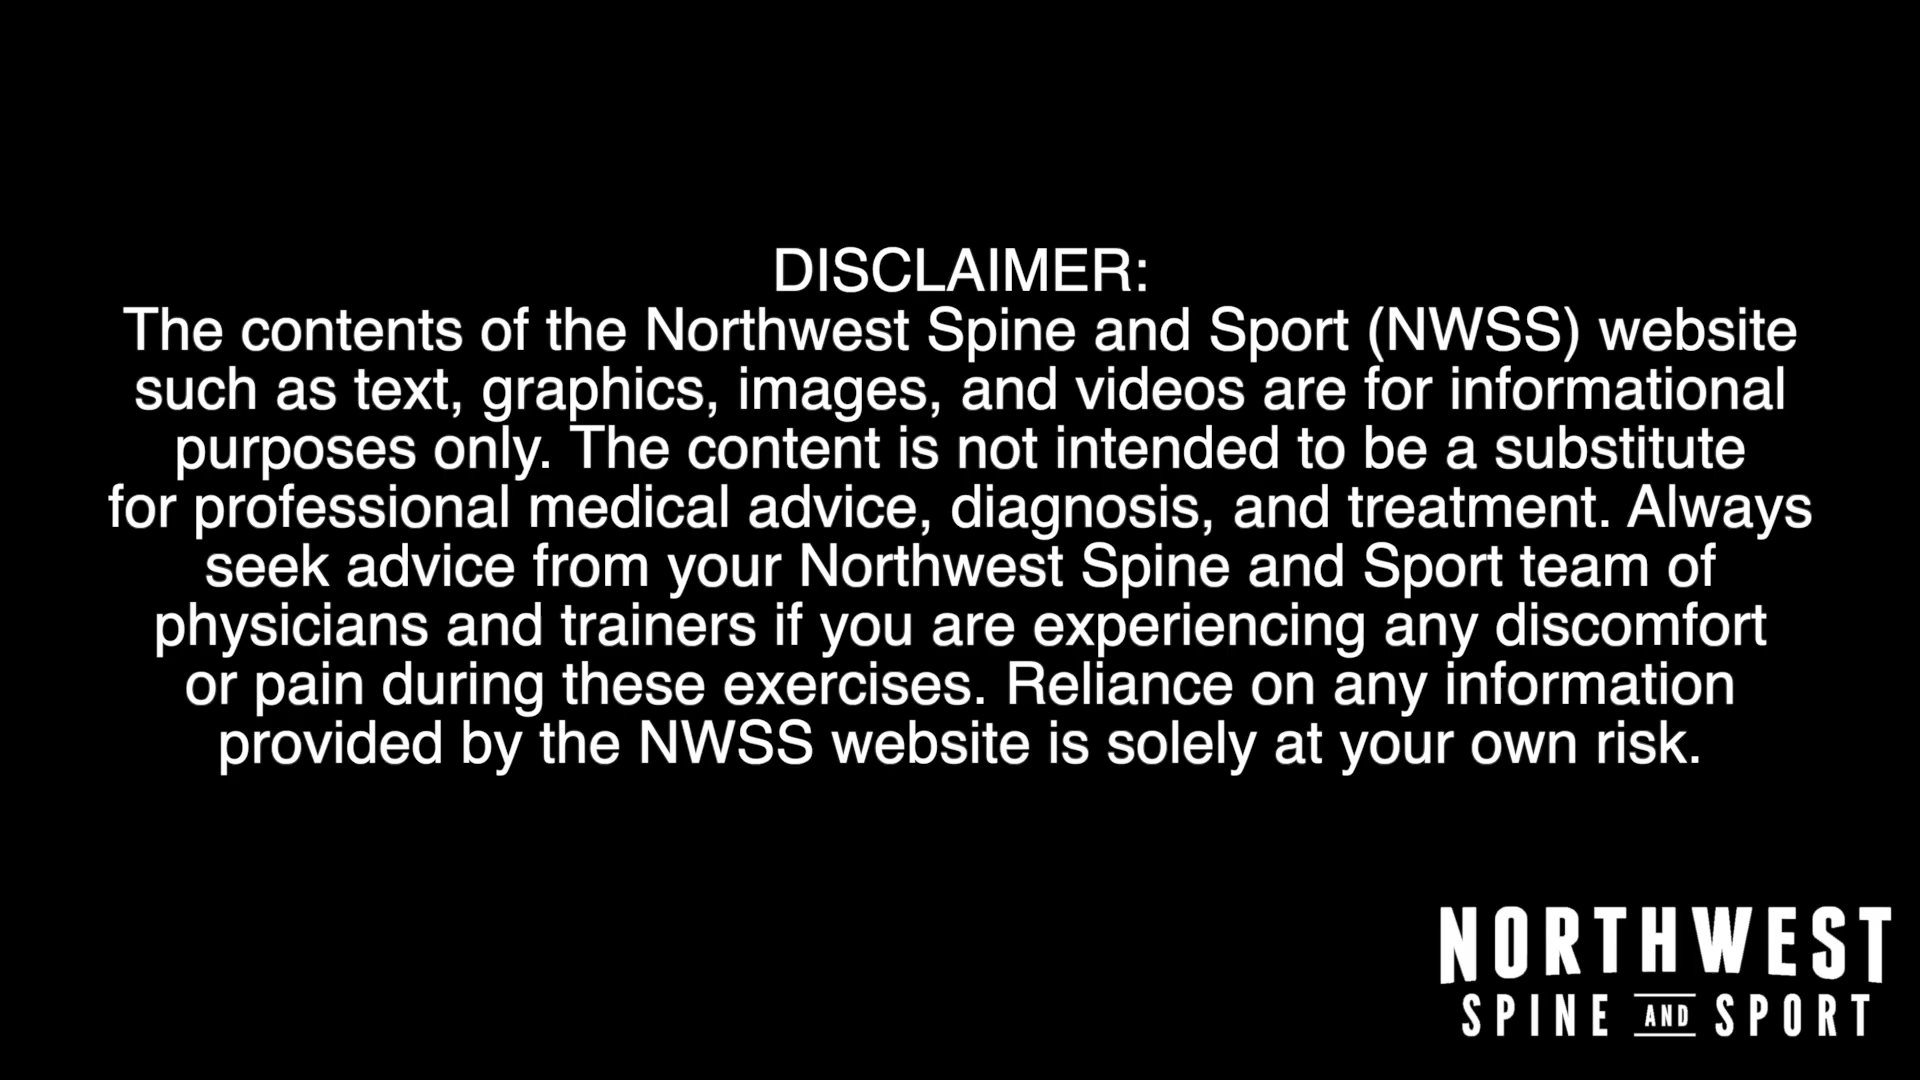 DISCLAIMER:
The contents of the Northwest Spine and Sport (NWSS) website
such as text, graphics, images, and videos are for informational
purposes only. The content is not intended to be a substitute
for professional medical advice, diagnosis, and treatment. Always
seek advice from your Northwest Spine and Sport team of
physicians and trainers if you are experiencing any discomfort
or pain during these exercises. Reliance on any information
provided by the NWSS website is solely at your own risk.
NORTHWEST
SPINE AND SPORT